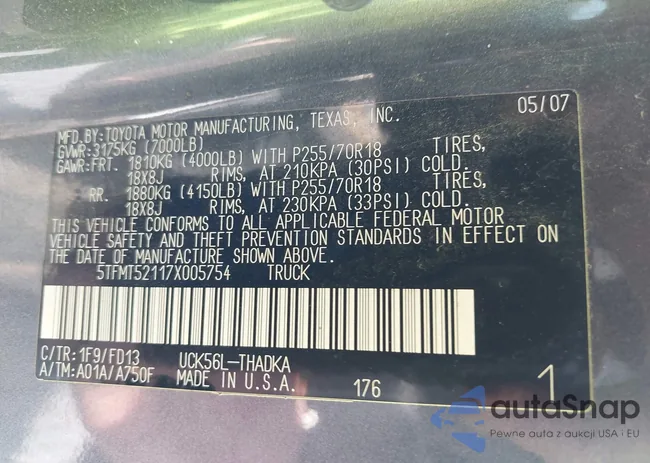 05/07
MFD.BY:TOYOTA MOTOR MANUFACTURING, TEXAS, INC.
GVWR:3175KG (7000LB)
GAWR:FRT. 1810KG (4000LB) WITH P255/70R18 TIRES,
18X8J RIMS, AT 210KPA (30PSI) COLD.
RR. 1880KG (4150LB) WITH P255/70R18 TIRES,
18X8J RIMS, AT 230KPA (33PSI) COLD.
THIS VEHICLE CONFORMS TO ALL APPLICABLE FEDERAL MOTOR
VEHICLE SAFETY AND THEFT PREVENTION STANDARDS IN EFFECT ON
THE DATE OF MANUFACTURE SHOWN ABOVE.
5TFMT52117X005754 TRUCK
C/TR: 1F9/FD13 UCK56L-THADKA
A/TM: A01A/A750F MADE IN U.S.A. 176 1
autoSnap
Pewne auta z aukcji USA i EU